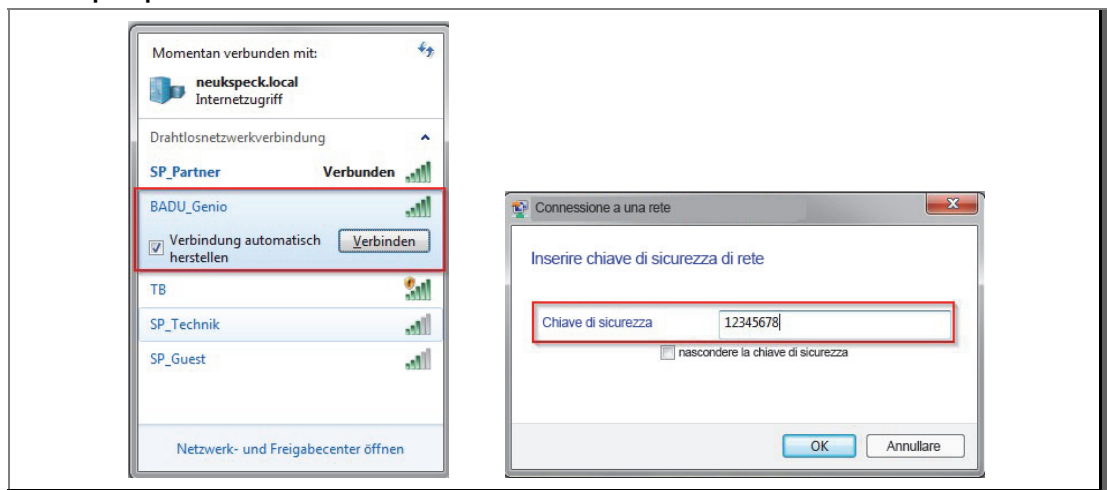 Momentan verbunden mit:
neukspeck.local
Internetzugriff
Drahtlosnetzwerkverbindung
SP_Partner Verbunden
BADU_Genio
Verbindung automatisch herstellen Verbinden
TB
SP_Technik
SP_Guest
Netzwerk- und Freigabecenter öffnen
Connessione a una rete
Inserire chiave di sicurezza di rete
Chiave di sicurezza 12345678
nascondere la chiave di sicurezza
OK Annullare